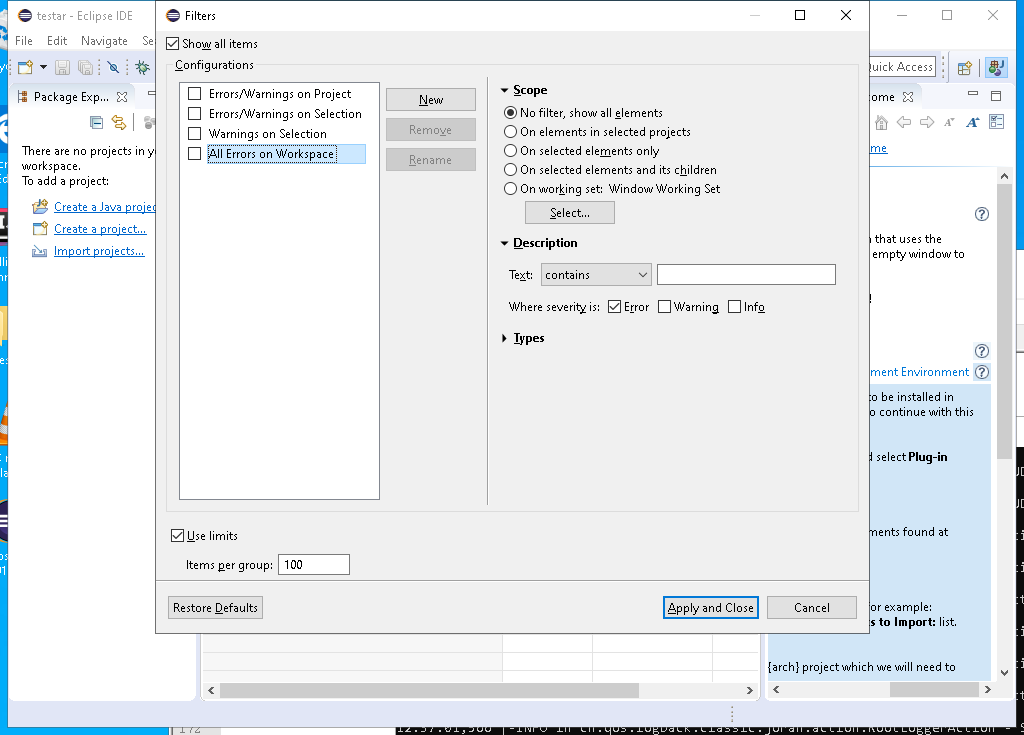 testar - Eclipse IDE
File Edit Navigate
Package Exp...
There are no projects in
workspace.
To add a project:
Create a Java
Create a project...
Import projects...
Filters
Show all items
Configurations
Errors/Warnings on Project
Errors/Warnings on Selection
Warnings on Selection
All Errors on Workspace
New
Remove
Rename
Scope
No filter, show all elements
On elements in selected projects
On selected elements only
On selected elements and its children
On working set: Window Working Set
Select...
Description
Text: contains
Where severity is: Error Warning Info
Types
Use limits
Items per group: 100
Restore Defaults
Apply and Close
Cancel
Quick Access
that uses the
empty window to
ment Environment
to be installed in
to continue with this
select Plug-in
ments found at
or example:
s to Import: list.
{arch} project which we will need to
172
12:57:01,566 |-INFO in ch.qos.logback.classic.joran.action.RootLoggerAction - s